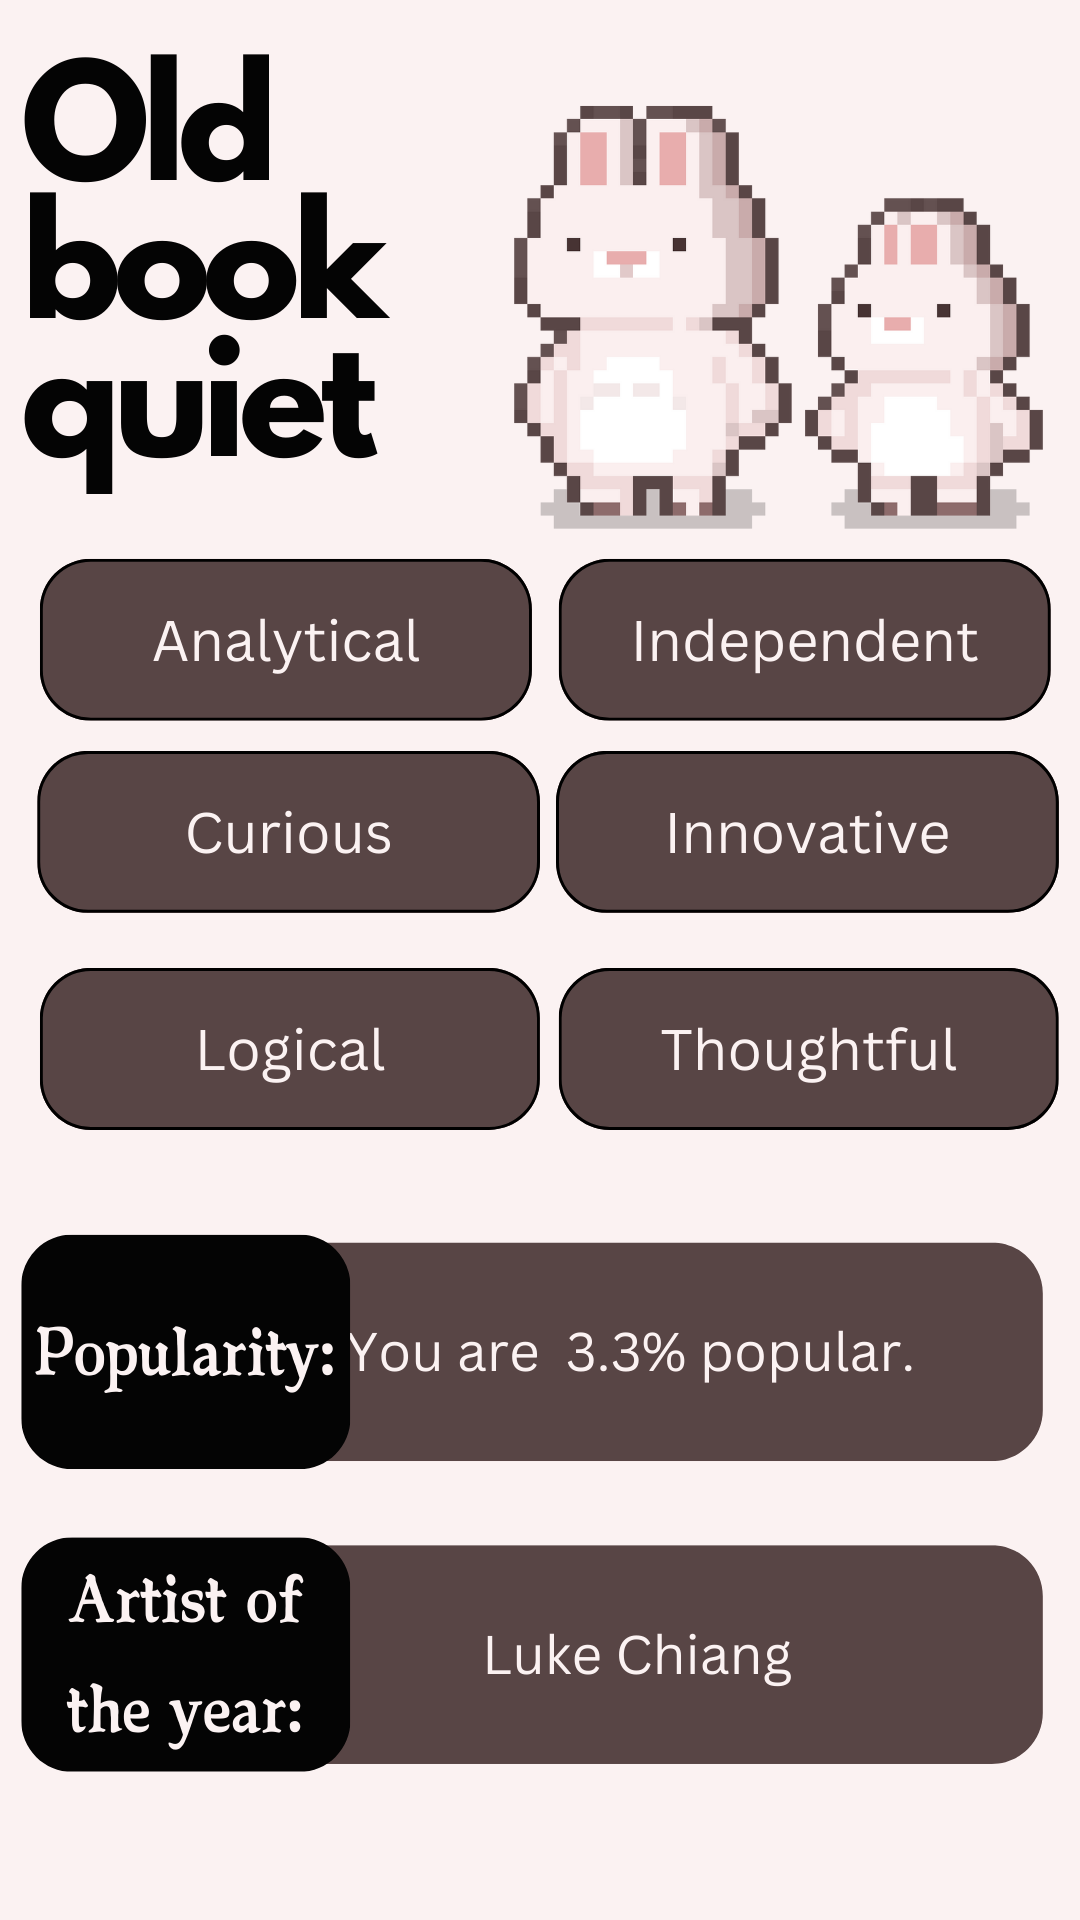 Old
book
quiet
Analytical
Independent
Curious
Innovative
Logical
Thoughtful
Popularity:
You are 3.3% popular.
Artist of
the year:
Luke Chiang